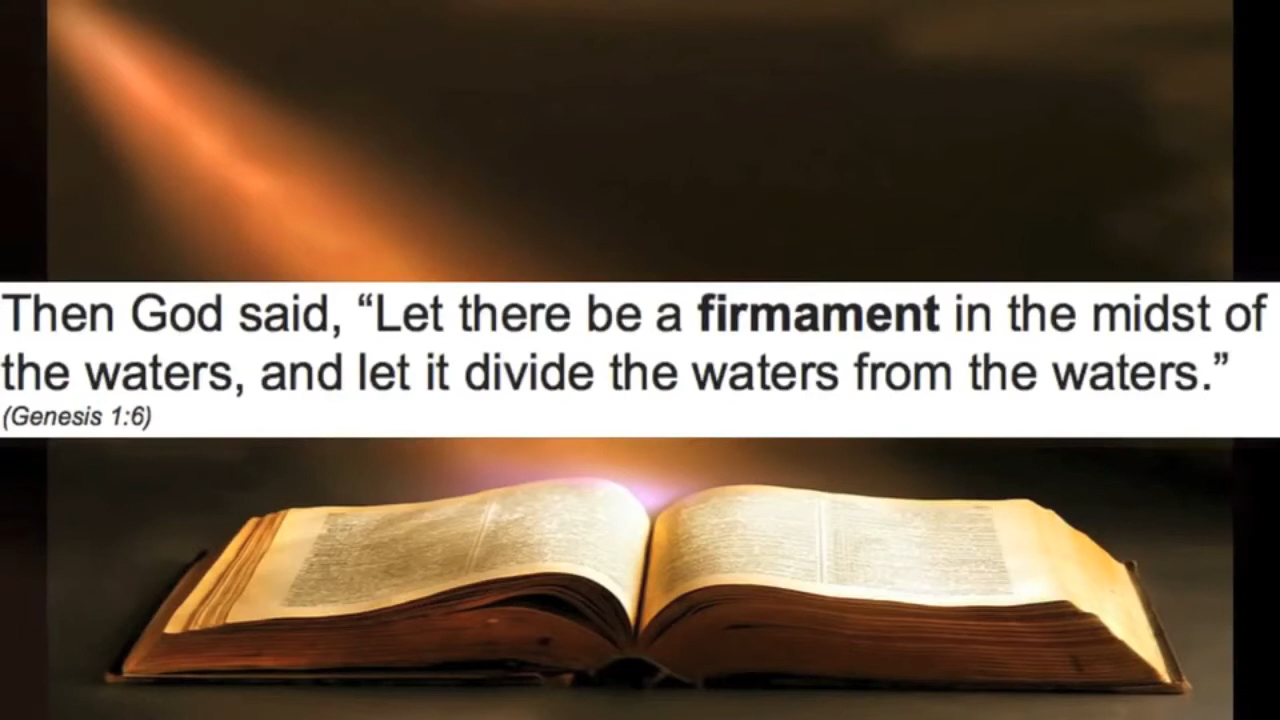 Then God said, “Let there be a firmament in the midst of
the waters, and let it divide the waters from the waters.”
(Genesis 1:6)